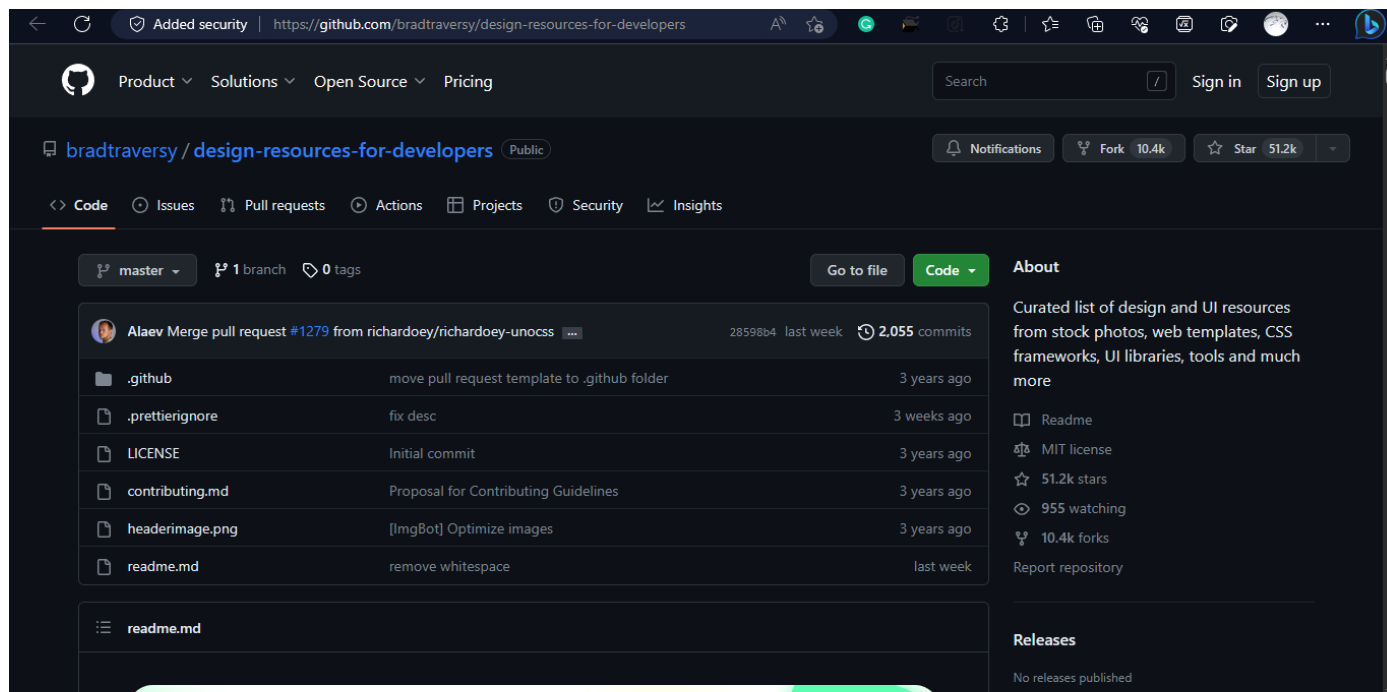 Added security https://github.com/bradtraversy/design-resources-for-developers
Product Solutions Open Source Pricing Search / Sign in Sign up
bradtraversy / design-resources-for-developers Public Notifications Fork 10.4k Star 51.2k
Code Issues Pull requests Actions Projects Security Insights
master 1 branch 0 tags Go to file Code
Alaev Merge pull request #1279 from richardoey/richardoey-unocss ... 28598b4 last week 2,055 commits
.github move pull request template to .github folder 3 years ago
.prettierignore fix desc 3 weeks ago
LICENSE Initial commit 3 years ago
contributing.md Proposal for Contributing Guidelines 3 years ago
headerimage.png [ImgBot] Optimize images 3 years ago
readme.md remove whitespace last week
readme.md
About
Curated list of design and UI resources
from stock photos, web templates, CSS
frameworks, UI libraries, tools and much
more
Readme
MIT license
51.2k stars
955 watching
10.4k forks
Report repository
Releases
No releases published